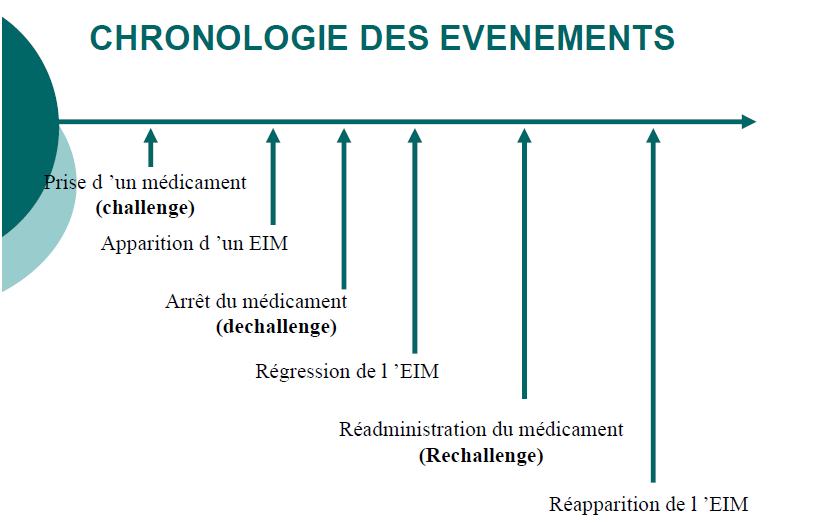 CHRONOLOGIE DES EVENEMENTS
Prise d ’un médicament
(challenge)
Apparition d ’un EIM
Arrêt du médicament
(dechallenge)
Régression de l ’EIM
Réadministration du médicament
(Rechallenge)
Réapparition de l ’EIM